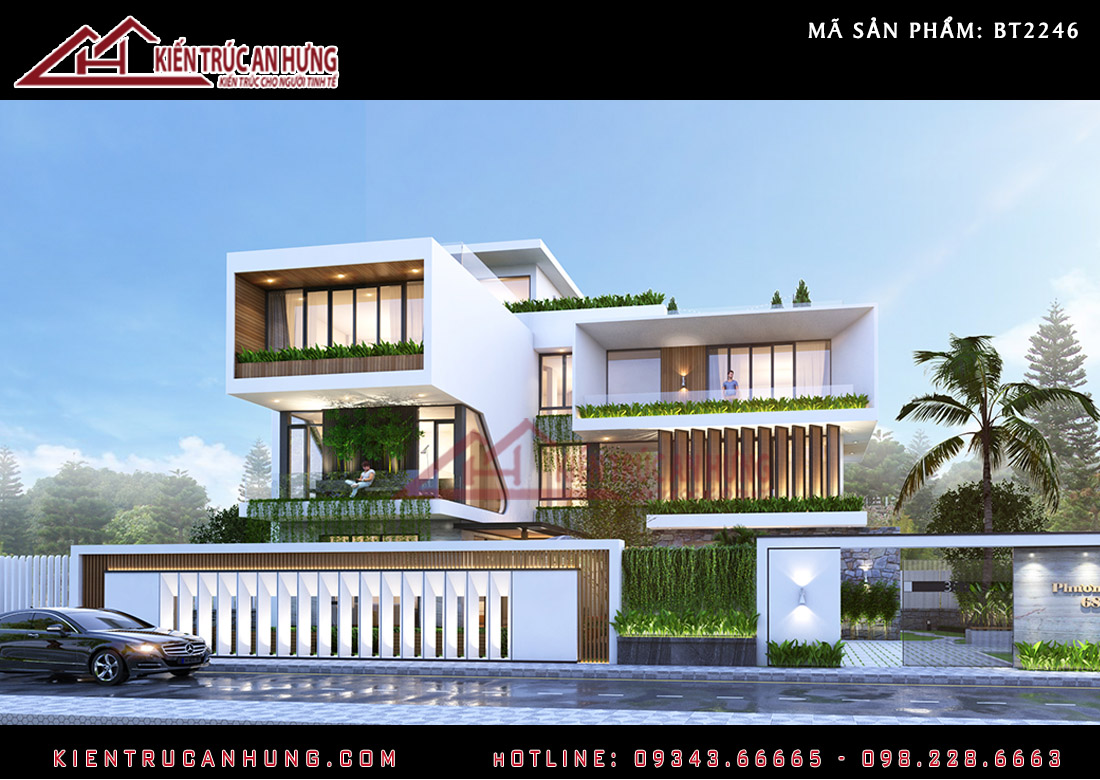 KIẾN TRÚC AN HƯNG
KIẾN TRÚC CHO NGƯỜI TINH TẾ
MÃ SẢN PHẨM: BT2246
68
KIENTRUCANHUNG.COM
HOTLINE: 09343.66665 - 098.228.6663